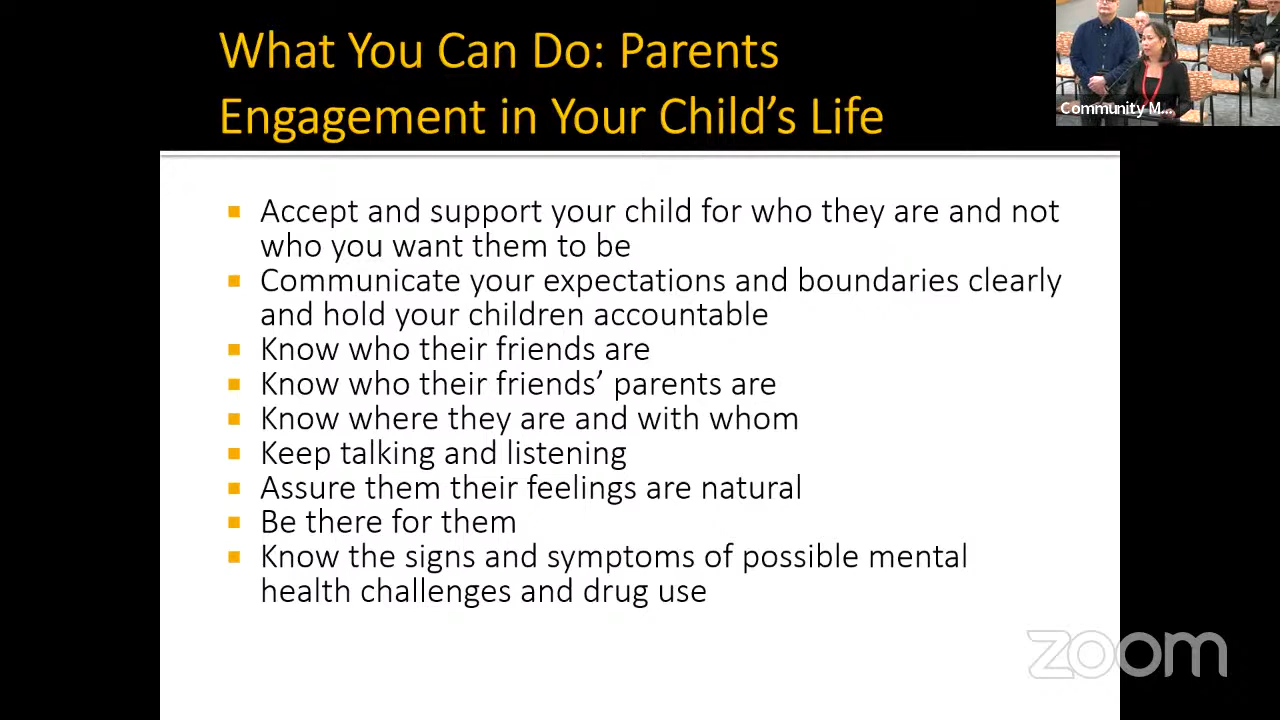 What You Can Do: Parents
Engagement in Your Child's Life
Community M...
Accept and support your child for who they are and not
who you want them to be
Communicate your expectations and boundaries clearly
and hold your children accountable
Know who their friends are
Know who their friends' parents are
Know where they are and with whom
Keep talking and listening
Assure them their feelings are natural
Be there for them
Know the signs and symptoms of possible mental
health challenges and drug use
zoom